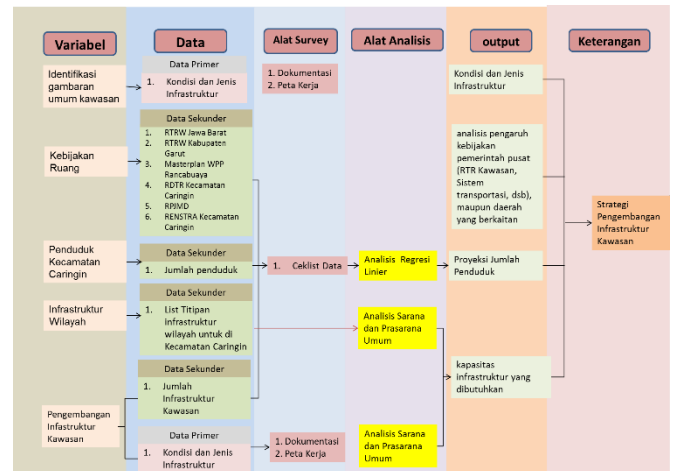 Variabel
Data
Alat Survey
Alat Analisis
output
Keterangan
Identifikasi
gambaran
umum kawasan
Data Primer
1. Kondisi dan Jenis
Infrastruktur
1. Dokumentasi
2. Peta Kerja
Kondisi dan Jenis
Infrastruktur
Kebijakan
Ruang
Data Sekunder
1. RTRW Jawa Barat
2. RTRW Kabupaten
Garut
3. Masterplan WPP
Rancabuaya
4. RDTR Kecamatan
Caringin
5. RPJMD
6. RENSTRA Kecamatan
Caringin
analisis pengaruh
kebijakan
pemerintah pusat
(RTR Kawasan,
Sistem
transportasi, dsb),
maupun daerah
yang berkaitan
Strategi
Pengembangan
Infrastruktur
Kawasan
Penduduk
Kecamatan
Caringin
Data Sekunder
1. Jumlah penduduk
1. Ceklist Data
Analisis Regresi
Linier
Proyeksi Jumlah
Penduduk
Infrastruktur
Wilayah
Data Sekunder
1. List Titipan
infrastruktur
wilayah untuk di
Kecamatan Caringin
Analisis Sarana
dan Prasarana
Umum
Pengembangan
Infastruktur
Kawasan
Data Sekunder
1. Jumlah
Infrastruktur
Kawasan
kapasitas
infrastruktur yang
dibutuhkan
Data Primer
1. Kondisi dan Jenis
Infrastruktur
1. Dokumentasi
2. Peta Kerja
Analisis Sarana
dan Prasarana
Umum